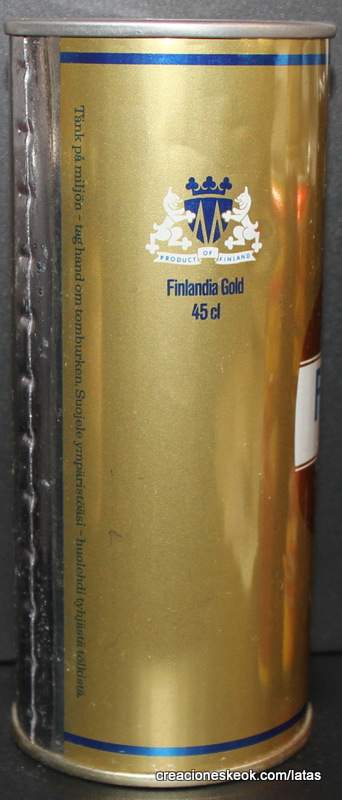 PRODUCT OF FINLAND
Finlandia Gold
45 cl
Tänk på miljön - tag hand om tomburken. Suojele ympäristöäsi - huolehdi tyhjästä tölkistä.
creacioneskeok.com/latas